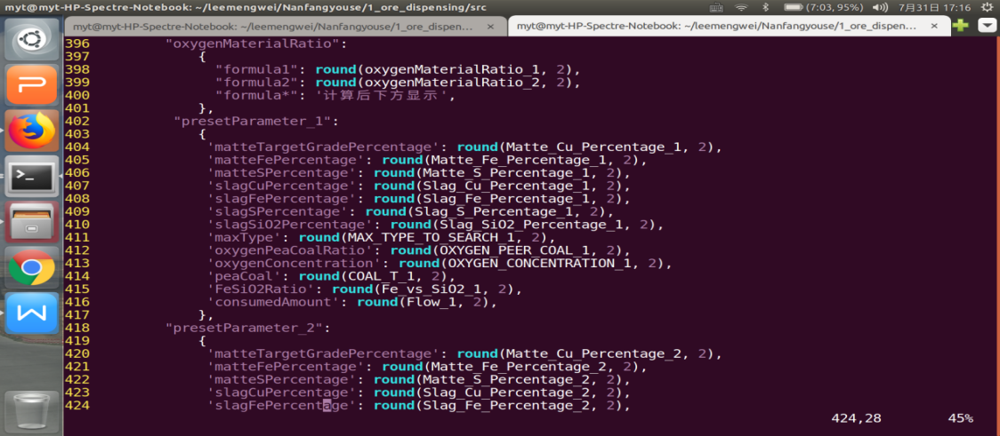 myt@myt-HP-Spectre-Notebook: ~/leemengwei/Nanfangyouse/1_ore_dispensing/src (7:03, 95%) 7月31日 17:16
myt@myt-HP-Spectre-Notebook: ~/leemengwei/Nanfangyouse/1_ore_dispen... × myt@myt-HP-Spectre-Notebook: ~/leemengwei/Nanfangyouse/1_ore_dispen... ×
396 "oxygenMaterialRatio":
397 {
398 "formula1": round(oxygenMaterialRatio_1, 2),
399 "formula2": round(oxygenMaterialRatio_2, 2),
400 "formula*": '计算后下方显示',
401 },
402 "presetParameter_1":
403 {
404 'matteTargetGradePercentage': round(Matte_Cu_Percentage_1, 2),
405 'matteFePercentage': round(Matte_Fe_Percentage_1, 2),
406 'matteSPercentage': round(Matte_S_Percentage_1, 2),
407 'slagCuPercentage': round(Slag_Cu_Percentage_1, 2),
408 'slagFePercentage': round(Slag_Fe_Percentage_1, 2),
409 'slagSPercentage': round(Slag_S_Percentage_1, 2),
410 'slagSiO2Percentage': round(Slag_SiO2_Percentage_1, 2),
411 'maxType': round(MAX_TYPE_TO_SEARCH_1, 2),
412 'oxygenPeaCoalRatio': round(OXYGEN_PEER_COAL_1, 2),
413 'oxygenConcentration': round(OXYGEN_CONCENTRATION_1, 2),
414 'peaCoal': round(COAL_T_1, 2),
415 'FeSiO2Ratio': round(Fe_vs_SiO2_1, 2),
416 'consumedAmount': round(Flow_1, 2),
417 },
418 "presetParameter_2":
419 {
420 'matteTargetGradePercentage': round(Matte_Cu_Percentage_2, 2),
421 'matteFePercentage': round(Matte_Fe_Percentage_2, 2),
422 'matteSPercentage': round(Matte_S_Percentage_2, 2),
423 'slagCuPercentage': round(Slag_Cu_Percentage_2, 2),
424 'slagFePercentage': round(Slag_Fe_Percentage_2, 2),
424,28 45%